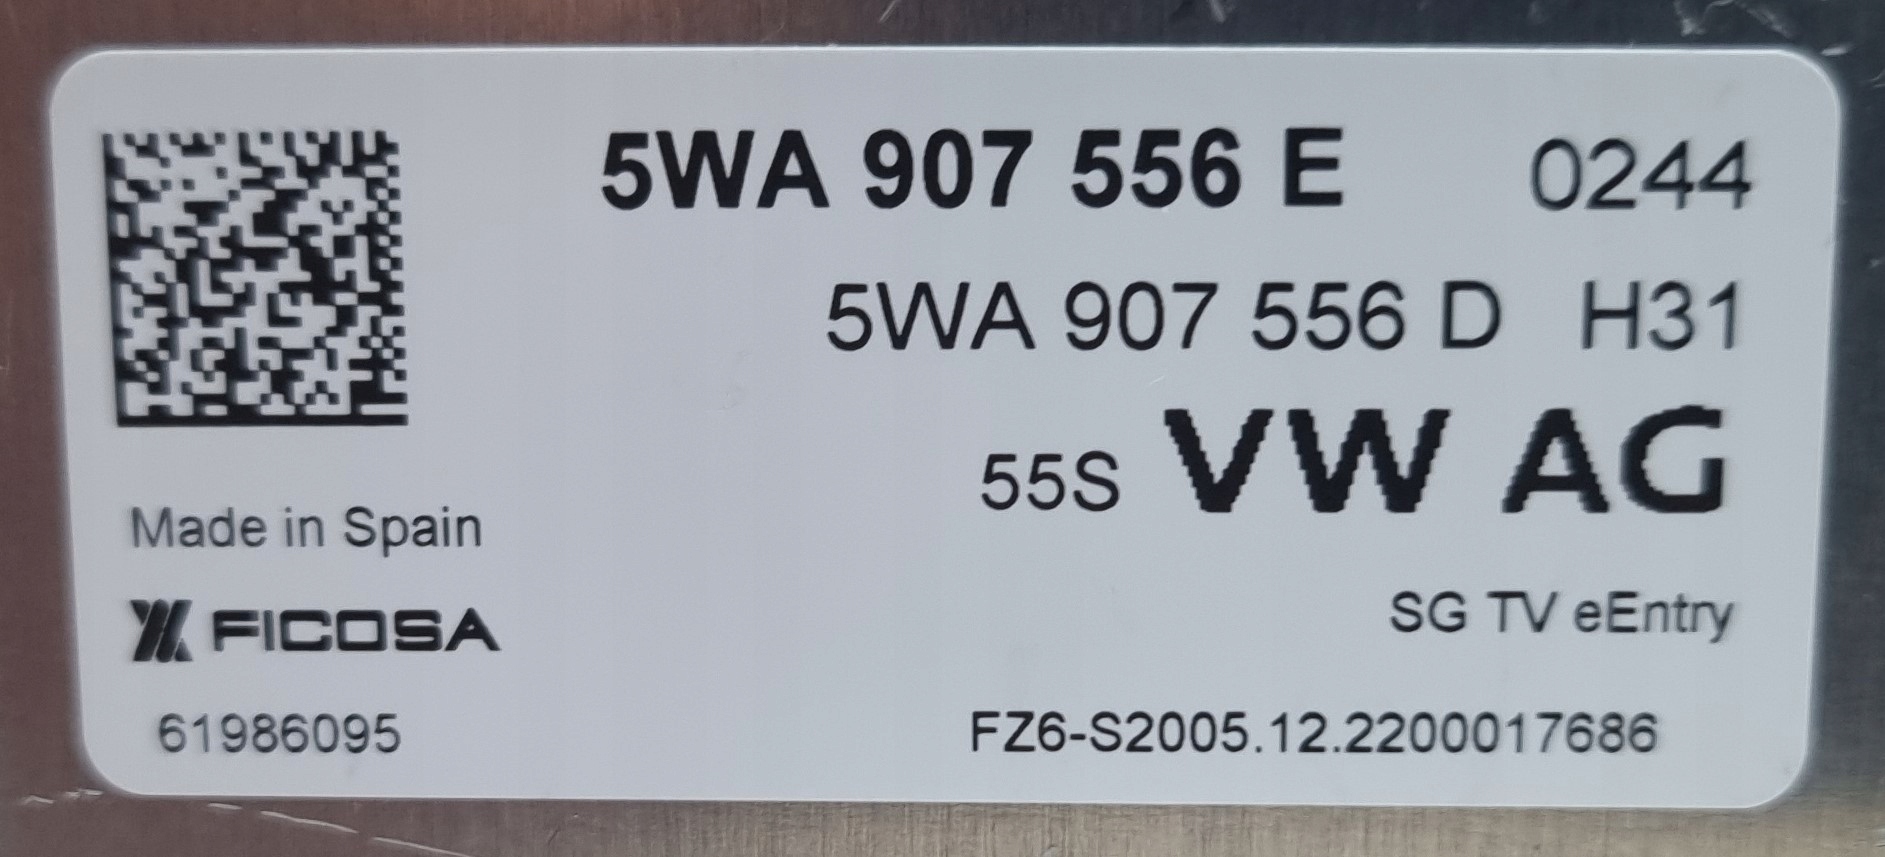 5WA 907 556 E 0244
5WA 907 556 D H31
55S VW AG
Made in Spain
FICOSA
SG TV eEntry
61986095
FZ6-S2005.12.2200017686